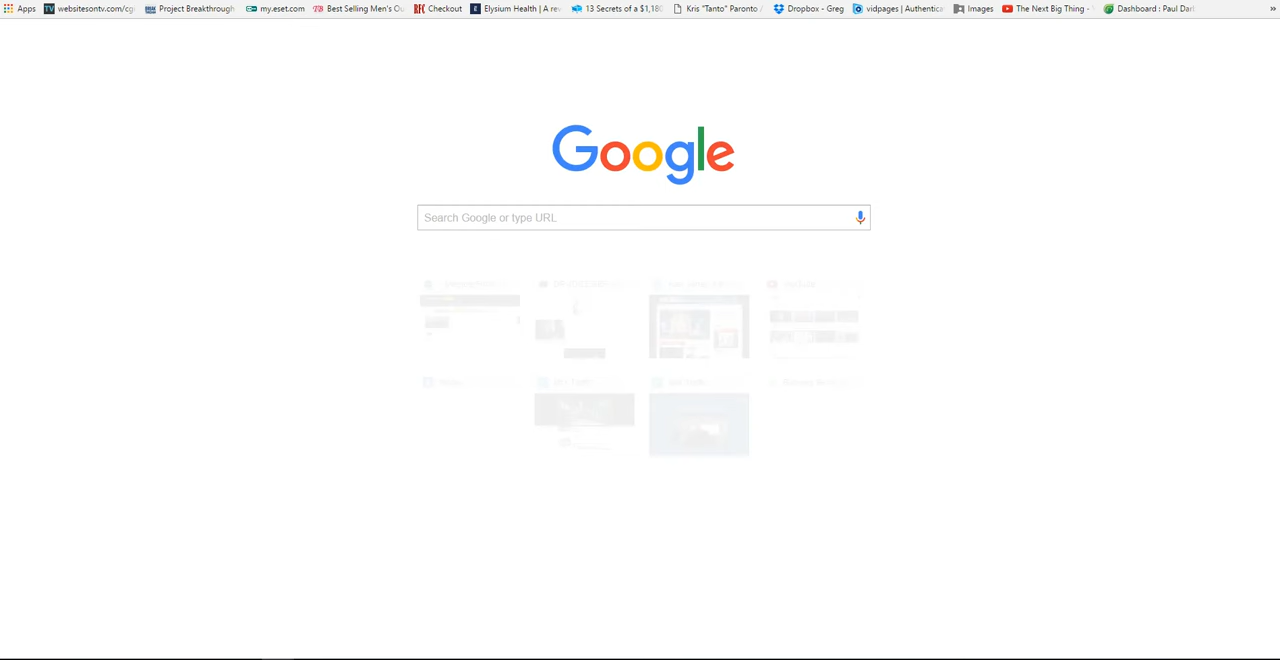 Apps websitesontv.com/cg Project Breakthrough my.eset.com Best Selling Men's Ou Checkout Elysium Health | A rev 13 Secrets of a $1,180 Kris "Tanto" Paronto / Dropbox - Greg vidpages | Authentica Images The Next Big Thing - Dashboard : Paul Darb »
Google
Search Google or type URL